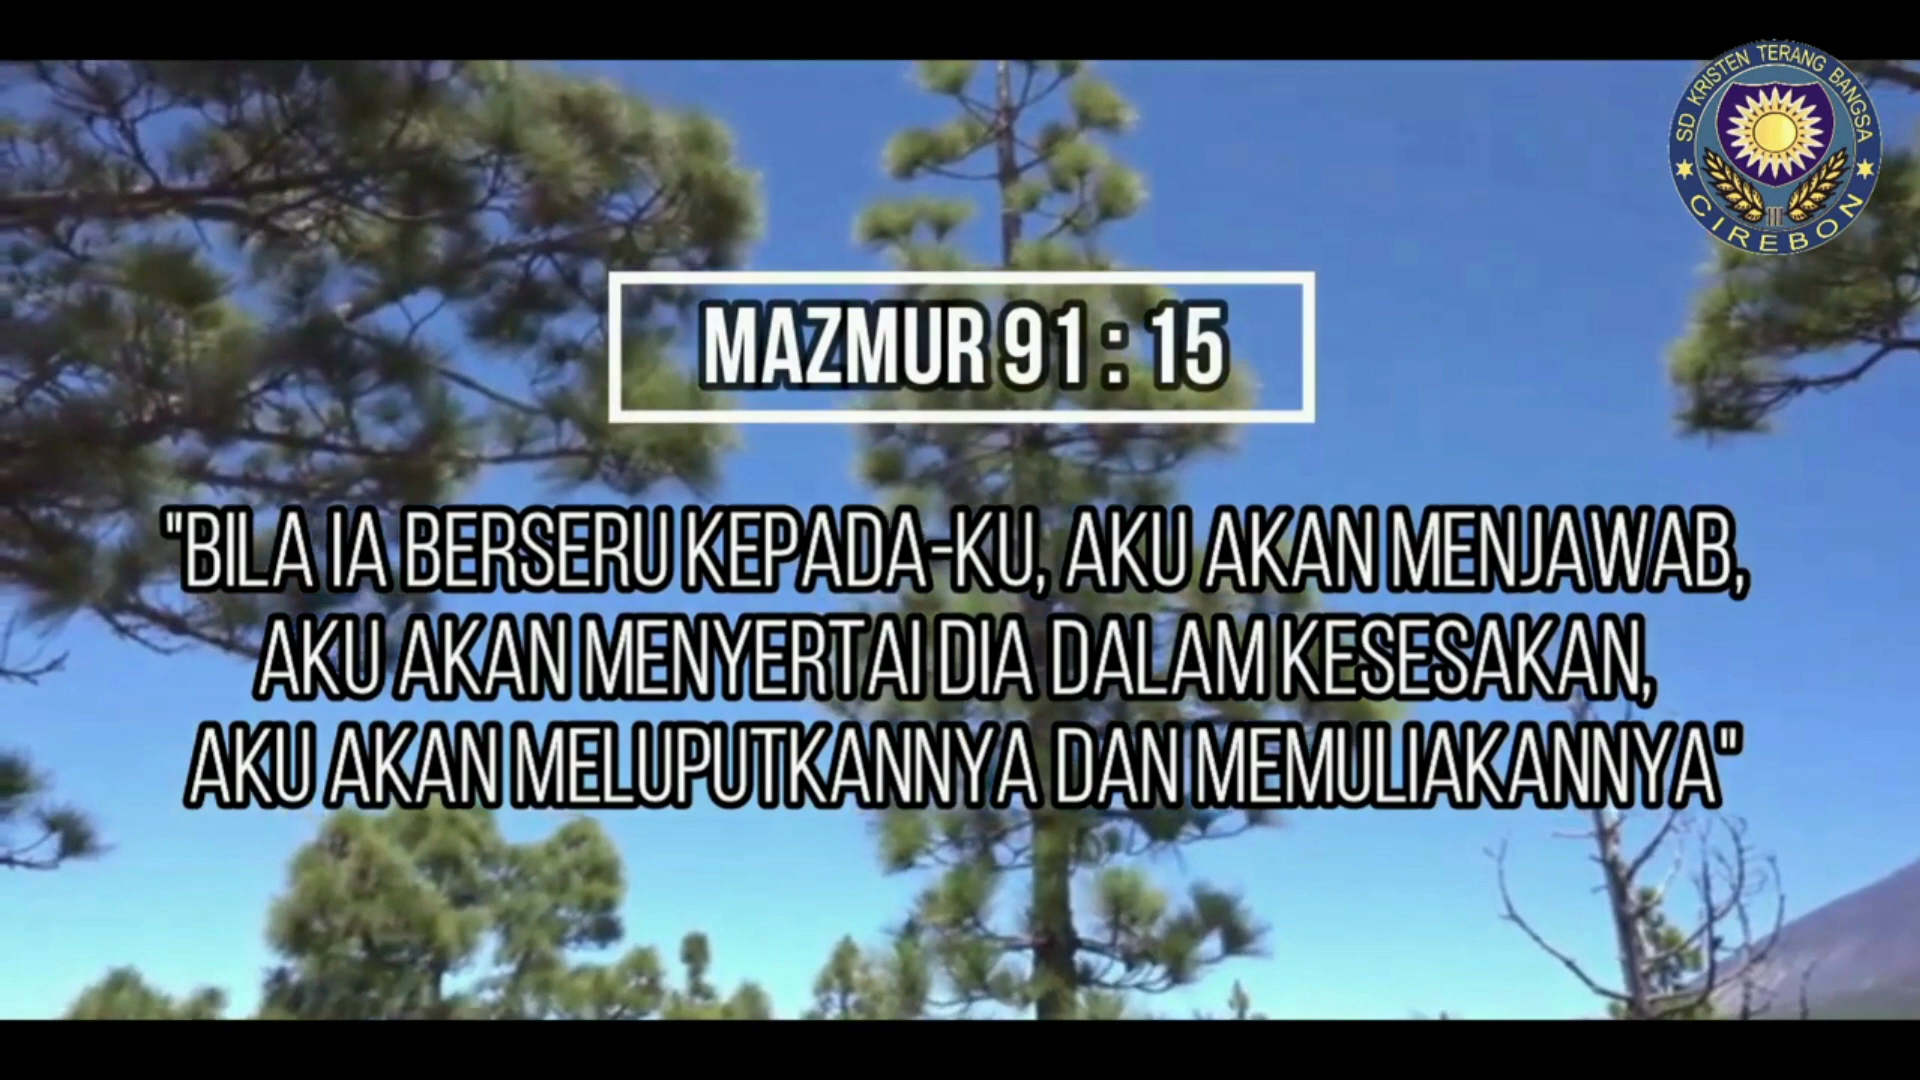 SD KRISTEN TERANG BANGSA
CIREBON
MAZMUR 91 : 15
"BILA IA BERSERU KEPADA-KU, AKU AKAN MENJAWAB,
AKU AKAN MENYERTAI DIA DALAM KESESAKAN,
AKU AKAN MELUPUTKANNYA DAN MEMULIAKANNYA"